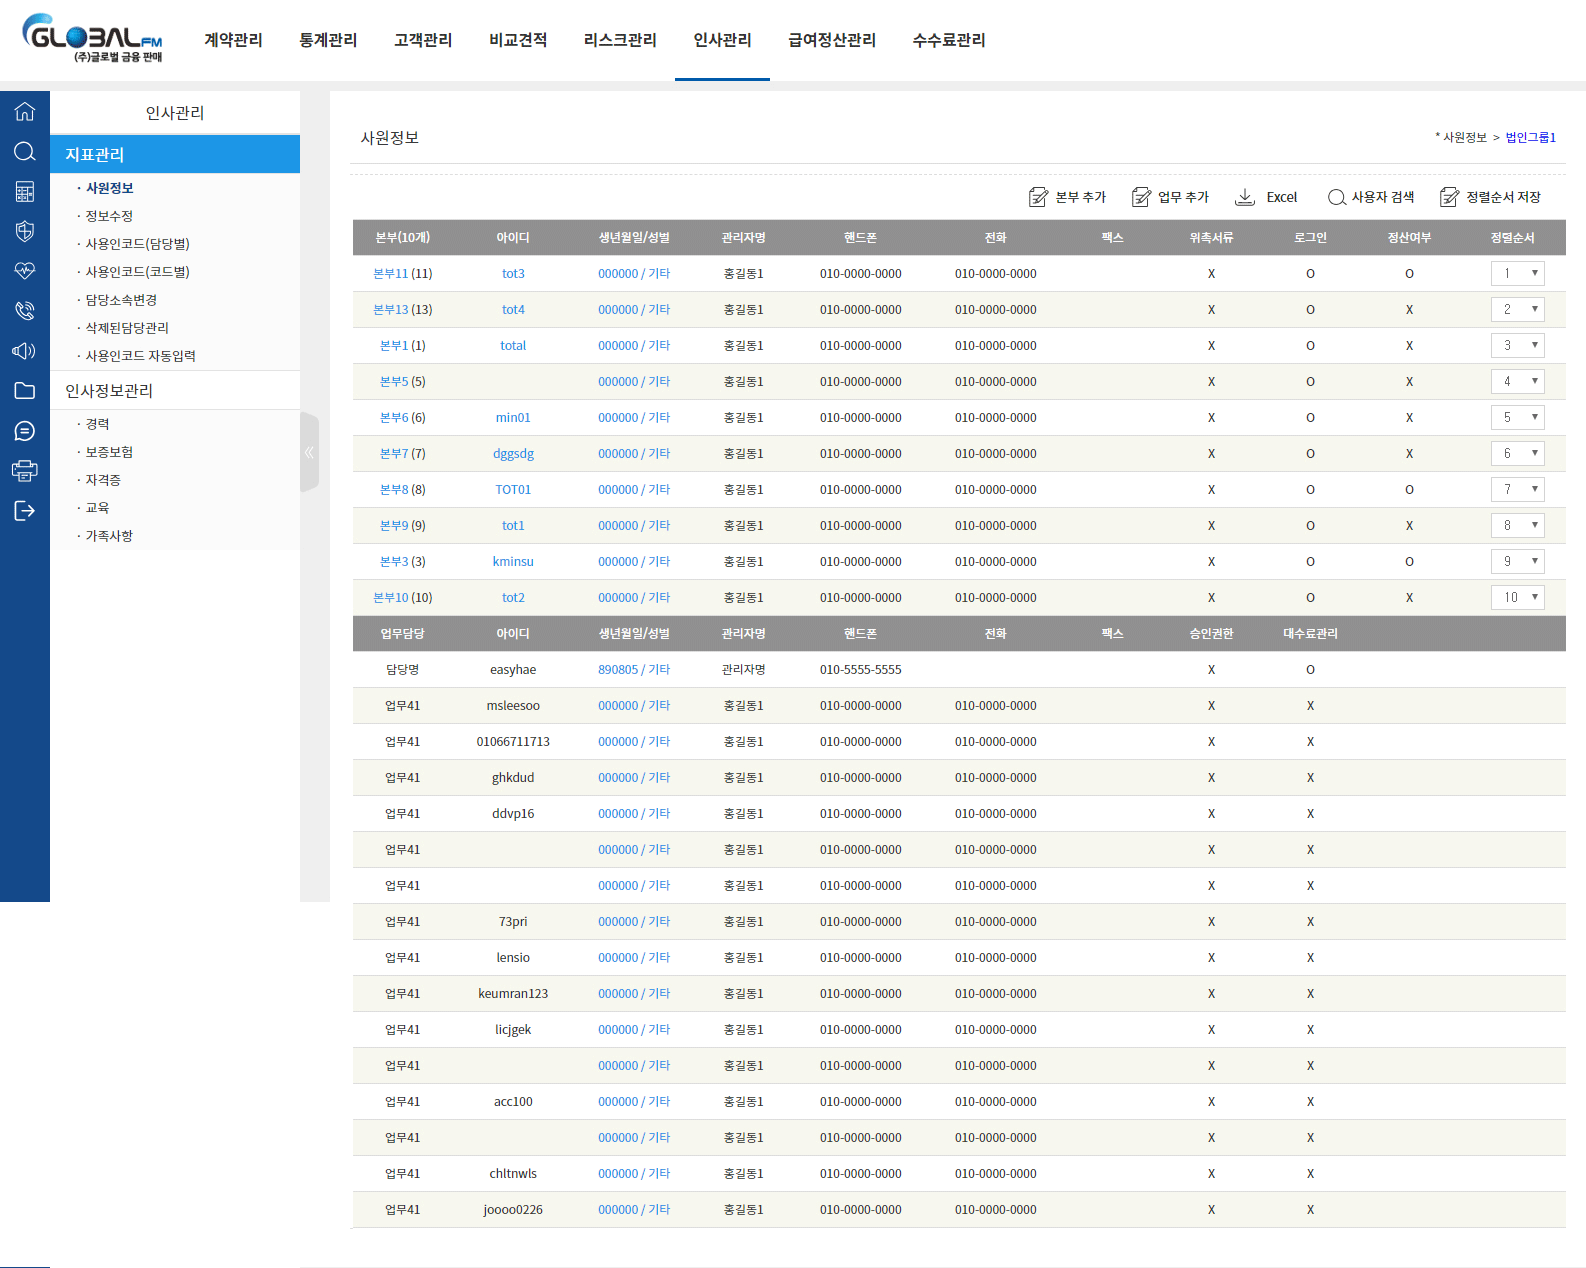 GLOBAL FM
(주)글로벌 금융 판매
계약관리 통계관리 고객관리 비교견적 리스크관리 인사관리 급여정산관리 수수료관리
인사관리
지표관리
· 사원정보
· 정보수정
· 사용인코드(담당별)
· 사용인코드(코드별)
· 담당소속변경
· 삭제된담당관리
· 사용인코드 자동입력
인사정보관리
· 경력
· 보증보험
· 자격증
· 교육
· 가족사항
«
사원정보
* 사원정보 > 법인그룹1
본부 추가 업무 추가 Excel 사용자 검색 정렬순서 저장
본부(10개) 아이디 생년월일/성별 관리자명 핸드폰 전화 팩스 위촉서류 로그인 정산여부 정렬순서
본부11 (11) tot3 000000 / 기타 홍길동1 010-0000-0000 010-0000-0000 X O O 1
본부13 (13) tot4 000000 / 기타 홍길동1 010-0000-0000 010-0000-0000 X O X 2
본부1 (1) total 000000 / 기타 홍길동1 010-0000-0000 010-0000-0000 X O X 3
본부5 (5) 000000 / 기타 홍길동1 010-0000-0000 010-0000-0000 X O X 4
본부6 (6) min01 000000 / 기타 홍길동1 010-0000-0000 010-0000-0000 X O X 5
본부7 (7) dggsdg 000000 / 기타 홍길동1 010-0000-0000 010-0000-0000 X O X 6
본부8 (8) TOT01 000000 / 기타 홍길동1 010-0000-0000 010-0000-0000 X O O 7
본부9 (9) tot1 000000 / 기타 홍길동1 010-0000-0000 010-0000-0000 X O X 8
본부3 (3) kminsu 000000 / 기타 홍길동1 010-0000-0000 010-0000-0000 X O O 9
본부10 (10) tot2 000000 / 기타 홍길동1 010-0000-0000 010-0000-0000 X O X 10
업무담당 아이디 생년월일/성별 관리자명 핸드폰 전화 팩스 승인권한 대수료관리
담당명 easyhae 890805 / 기타 관리자명 010-5555-5555 X O
업무41 msleesoo 000000 / 기타 홍길동1 010-0000-0000 010-0000-0000 X X
업무41 01066711713 000000 / 기타 홍길동1 010-0000-0000 010-0000-0000 X X
업무41 ghkdud 000000 / 기타 홍길동1 010-0000-0000 010-0000-0000 X X
업무41 ddvp16 000000 / 기타 홍길동1 010-0000-0000 010-0000-0000 X X
업무41 000000 / 기타 홍길동1 010-0000-0000 010-0000-0000 X X
업무41 000000 / 기타 홍길동1 010-0000-0000 010-0000-0000 X X
업무41 73pri 000000 / 기타 홍길동1 010-0000-0000 010-0000-0000 X X
업무41 lensio 000000 / 기타 홍길동1 010-0000-0000 010-0000-0000 X X
업무41 keumran123 000000 / 기타 홍길동1 010-0000-0000 010-0000-0000 X X
업무41 licjgek 000000 / 기타 홍길동1 010-0000-0000 010-0000-0000 X X
업무41 000000 / 기타 홍길동1 010-0000-0000 010-0000-0000 X X
업무41 acc100 000000 / 기타 홍길동1 010-0000-0000 010-0000-0000 X X
업무41 000000 / 기타 홍길동1 010-0000-0000 010-0000-0000 X X
업무41 chltnwls 000000 / 기타 홍길동1 010-0000-0000 010-0000-0000 X X
업무41 joooo0226 000000 / 기타 홍길동1 010-0000-0000 010-0000-0000 X X